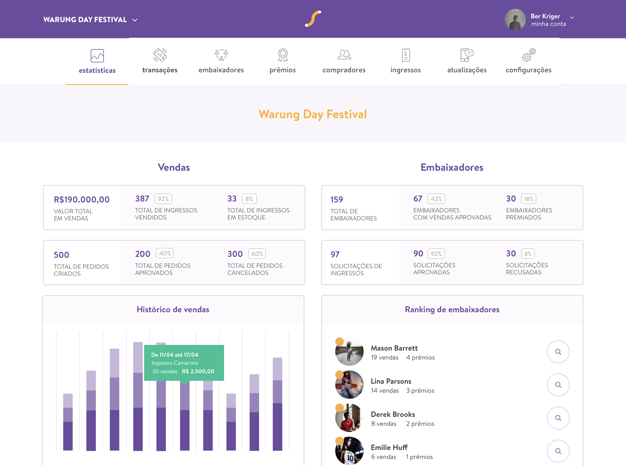 WARUNG DAY FESTIVAL
Ber Kriger
minha conta
estatísticas
transações
embaixadores
prêmios
compradores
ingressos
atualizações
configurações
Warung Day Festival
Vendas
R$190.000,00
VALOR TOTAL
EM VENDAS
387 92%
TOTAL DE INGRESSOS
VENDIDOS
33 8%
TOTAL DE INGRESSOS
EM ESTOQUE
500
TOTAL DE PEDIDOS
CRIADOS
200 40%
TOTAL DE PEDIDOS
APROVADOS
300 60%
TOTAL DE PEDIDOS
CANCELADOS
Histórico de vendas
De 11/04 até 17/04
Ingressos Camarote
30 vendas R$ 2.500,00
Embaixadores
159
TOTAL DE
EMBAIXADORES
67 42%
EMBAIXADORES
COM VENDAS APROVADAS
30 18%
EMBAIXADORES
PREMIADOS
97
SOLICITAÇÕES DE
INGRESSOS
90 92%
SOLICITAÇÕES
APROVADAS
30 8%
SOLICITAÇÕES
RECUSADAS
Ranking de embaixadores
Mason Barrett
19 vendas 4 prêmios
Lina Parsons
14 vendas 3 prêmios
Derek Brooks
8 vendas 2 prêmios
Emilie Huff
6 vendas 1 prêmios